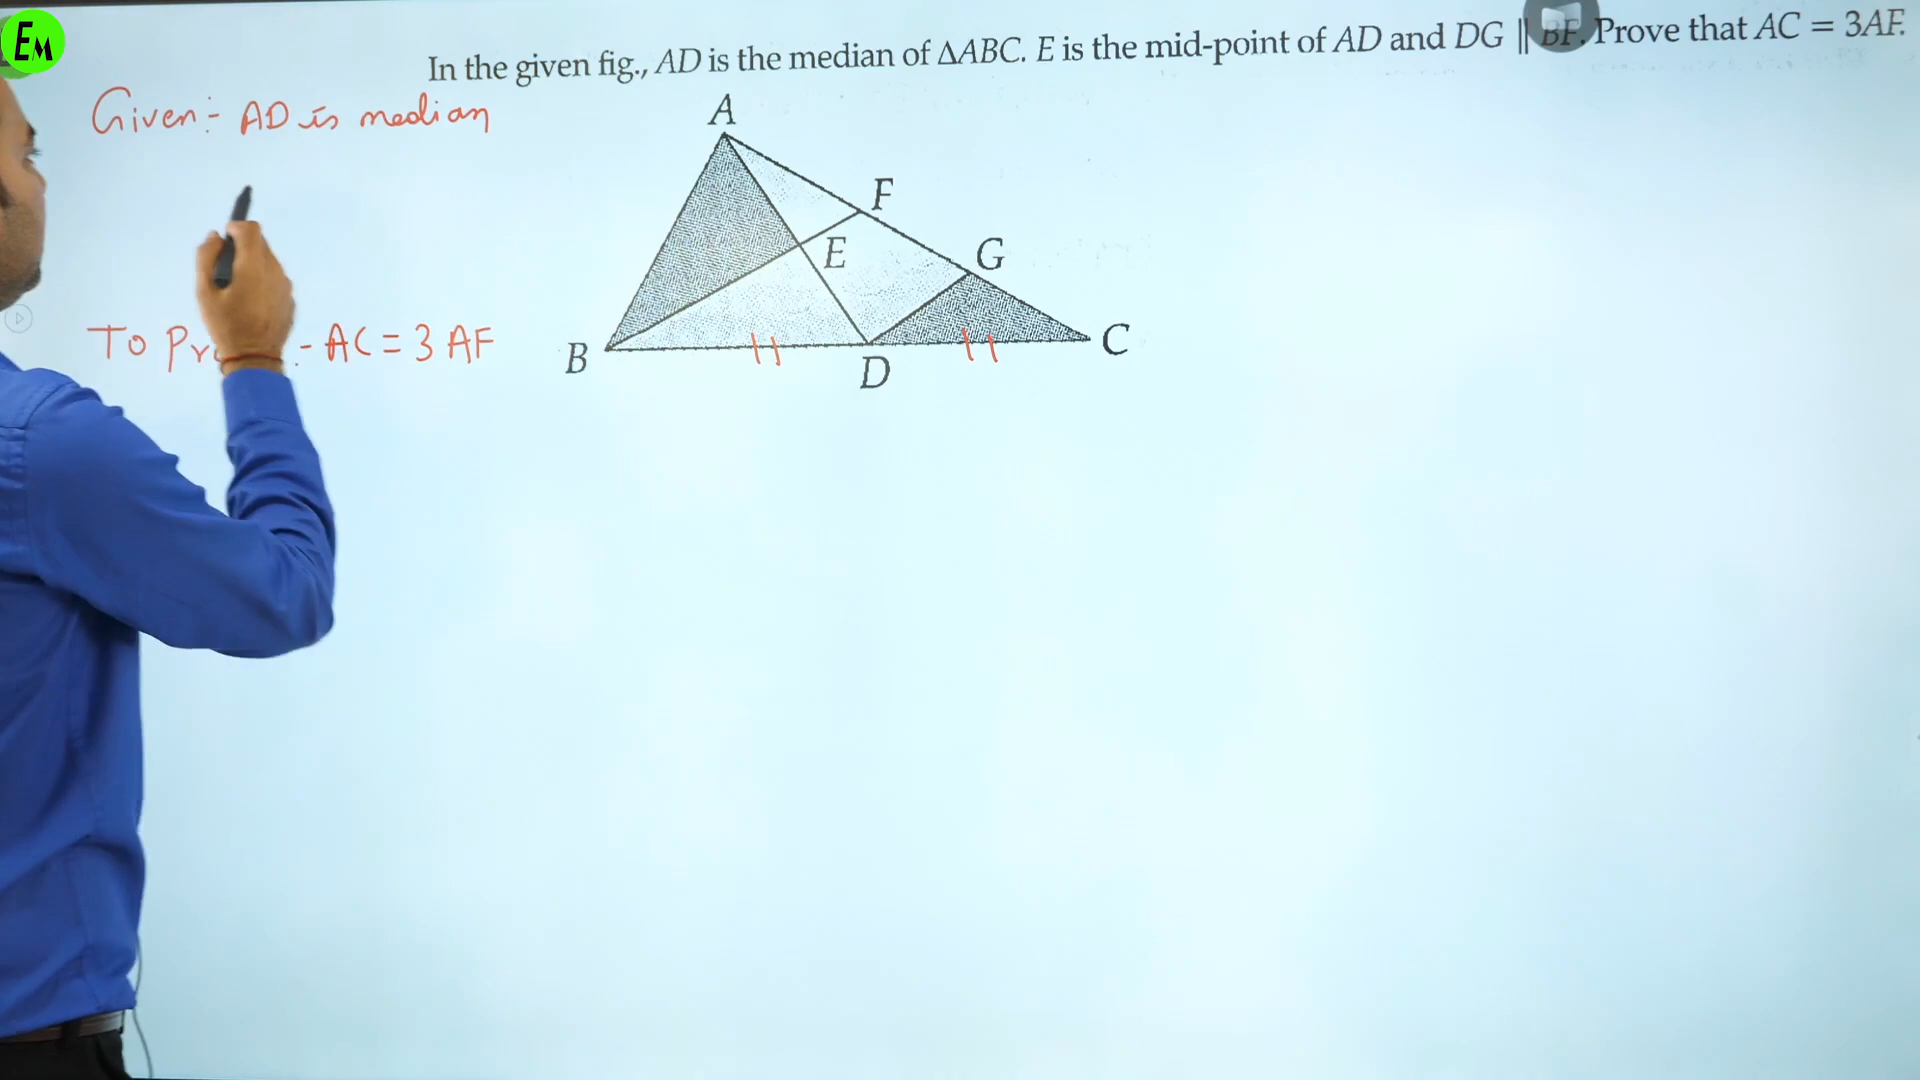 EM
In the given fig., AD is the median of ΔABC. E is the mid-point of AD and DG ∥ BF. Prove that AC = 3AF.
Given:- AD is median
To :- AC = 3 AF
A
F
E
G
B
D
C